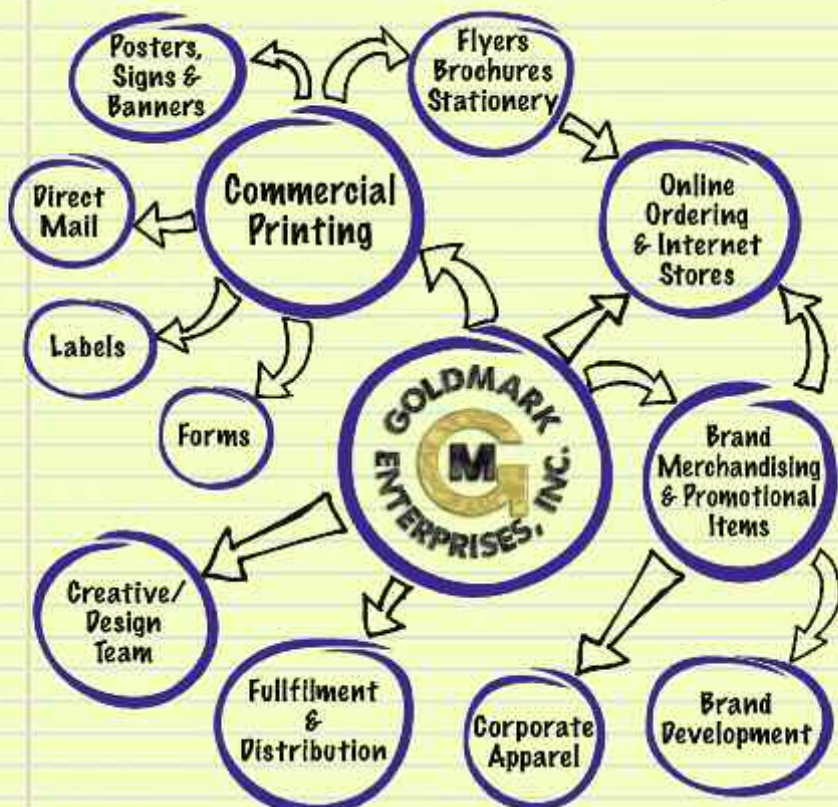 Posters,
Signs &
Banners
Flyers
Brochures
Stationery
Commercial
Printing
Direct
Mail
Online
Ordering
& Internet
Stores
Labels
Forms
GOLDMARK
GM
ENTERPRISES, INC.
Brand
Merchandising
& Promotional
Items
Creative/
Design
Team
Fullfilment
&
Distribution
Corporate
Apparel
Brand
Development